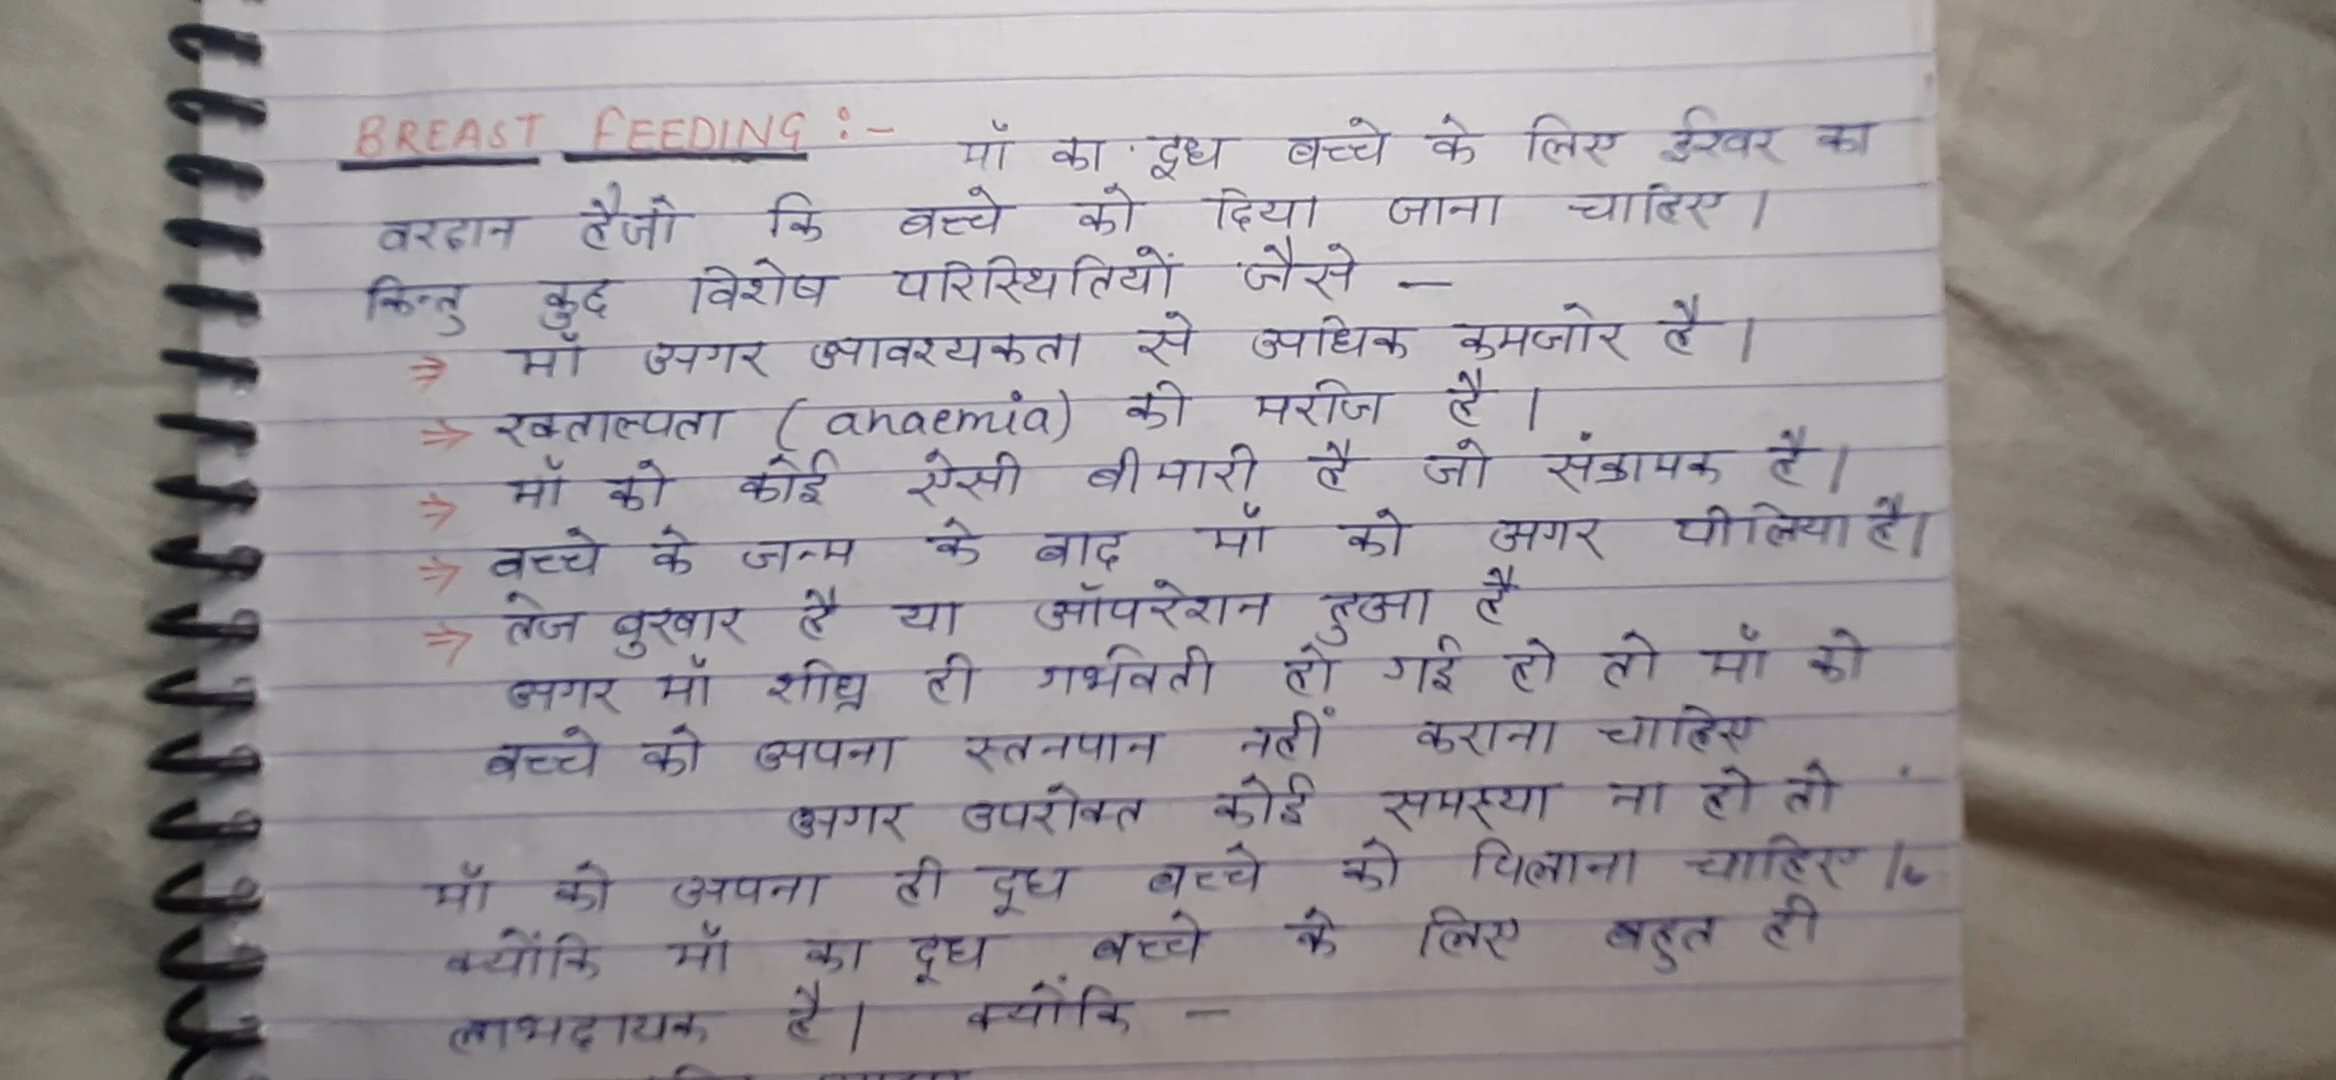 BREAST FEEDING :- माँ का दूध बच्चे के लिए ईश्वर का
वरदान है जो कि बच्चे को दिया जाना चाहिए।
किन्तु कुछ विशेष परिस्थितियों जैसे –
⇒ माँ अगर आवश्यकता से अधिक कमजोर है।
⇒ रक्ताल्पता (anaemia) की मरीज है।
⇒ माँ को कोई ऐसी बीमारी है जो संक्रामक है।
⇒ बच्चे के जन्म के बाद माँ को अगर पीलिया है।
⇒ तेज बुखार है या ऑपरेशन हुआ है
अगर माँ शीघ्र ही गर्भवती हो गई हो तो माँ को
बच्चे को अपना स्तनपान नहीं कराना चाहिए
अगर उपरोक्त कोई समस्या ना हो तो
माँ को अपना ही दूध बच्चे को पिलाना चाहिए।
क्योंकि माँ का दूध बच्चे के लिए बहुत ही
लाभदायक है। क्योंकि –